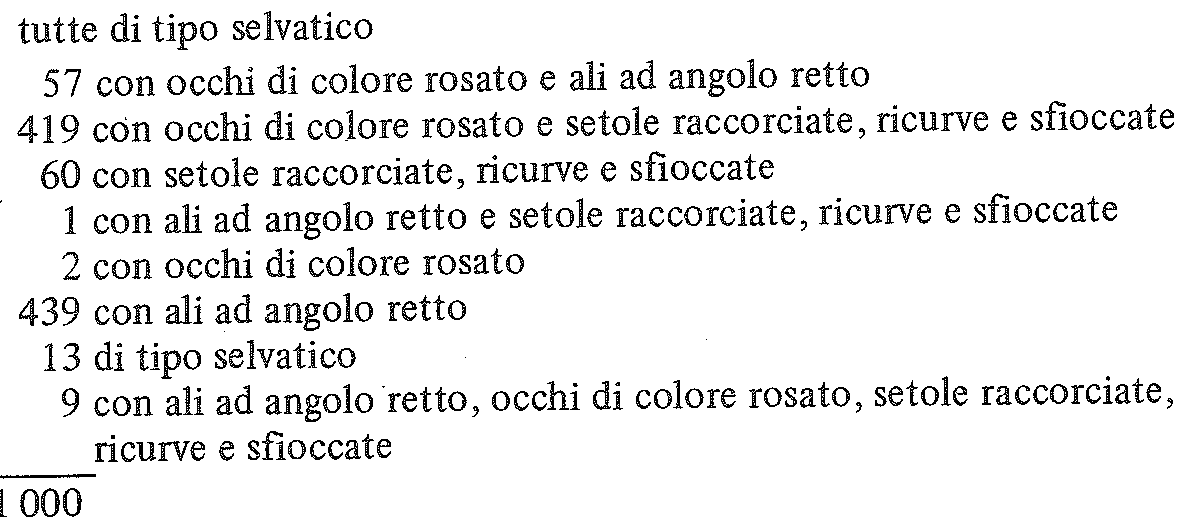 tutte di tipo selvatico
57 con occhi di colore rosato e ali ad angolo retto
419 con occhi di colore rosato e setole raccorciate, ricurve e sfioccate
60 con setole raccorciate, ricurve e sfioccate
1 con ali ad angolo retto e setole raccorciate, ricurve e sfioccate
2 con occhi di colore rosato
439 con ali ad angolo retto
13 di tipo selvatico
9 con ali ad angolo retto, occhi di colore rosato, setole raccorciate,
ricurve e sfioccate
1 000